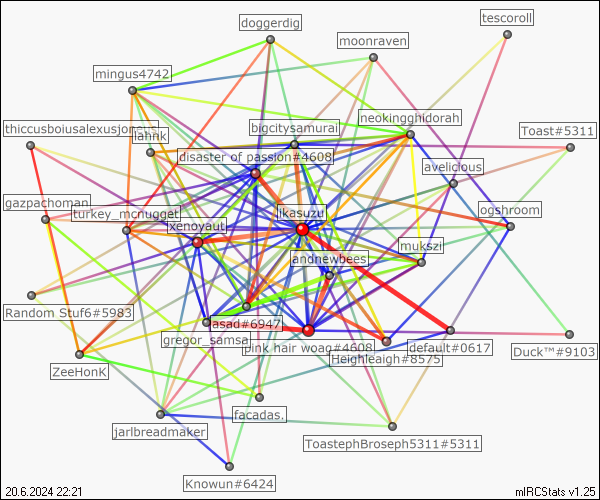 tescoroll
doggerdig
moonraven
mingus4742
neokingghidorah
bigcitysamurai
thiccusboiusalexusjoneyus
Toast#5311
lahnk
disaster of passion#4608
avelicious
gazpachoman
turkey_mcnugget
jikasuzu
ogshroom
xenoyaut
mukszi
andnewbees
Random Stuf6#5983
asad#6947
gregor_samsa
pink hair woag#4608
default#0617
Duck™#9103
Heighleaigh#8575
ZeeHonK
facadas.
jarlbreadmaker
ToastephBroseph5311#5311
Knowun#6424
20.6.2024 22:21
mIRCStats v1.25